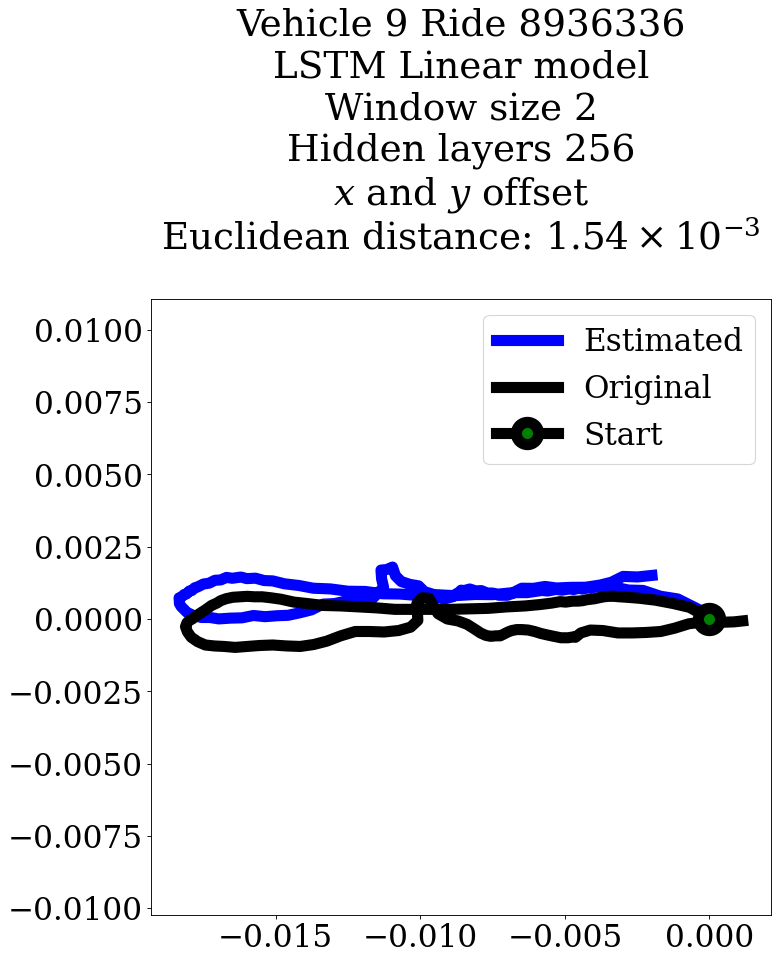 Vehicle 9 Ride 8936336
LSTM Linear model
Window size 2
Hidden layers 256
x and y offset
Euclidean distance: 1.54 × 10⁻³
Estimated
Original
Start
0.0100
0.0075
0.0050
0.0025
0.0000
−0.0025
−0.0050
−0.0075
−0.0100
−0.015 −0.010 −0.005 0.000